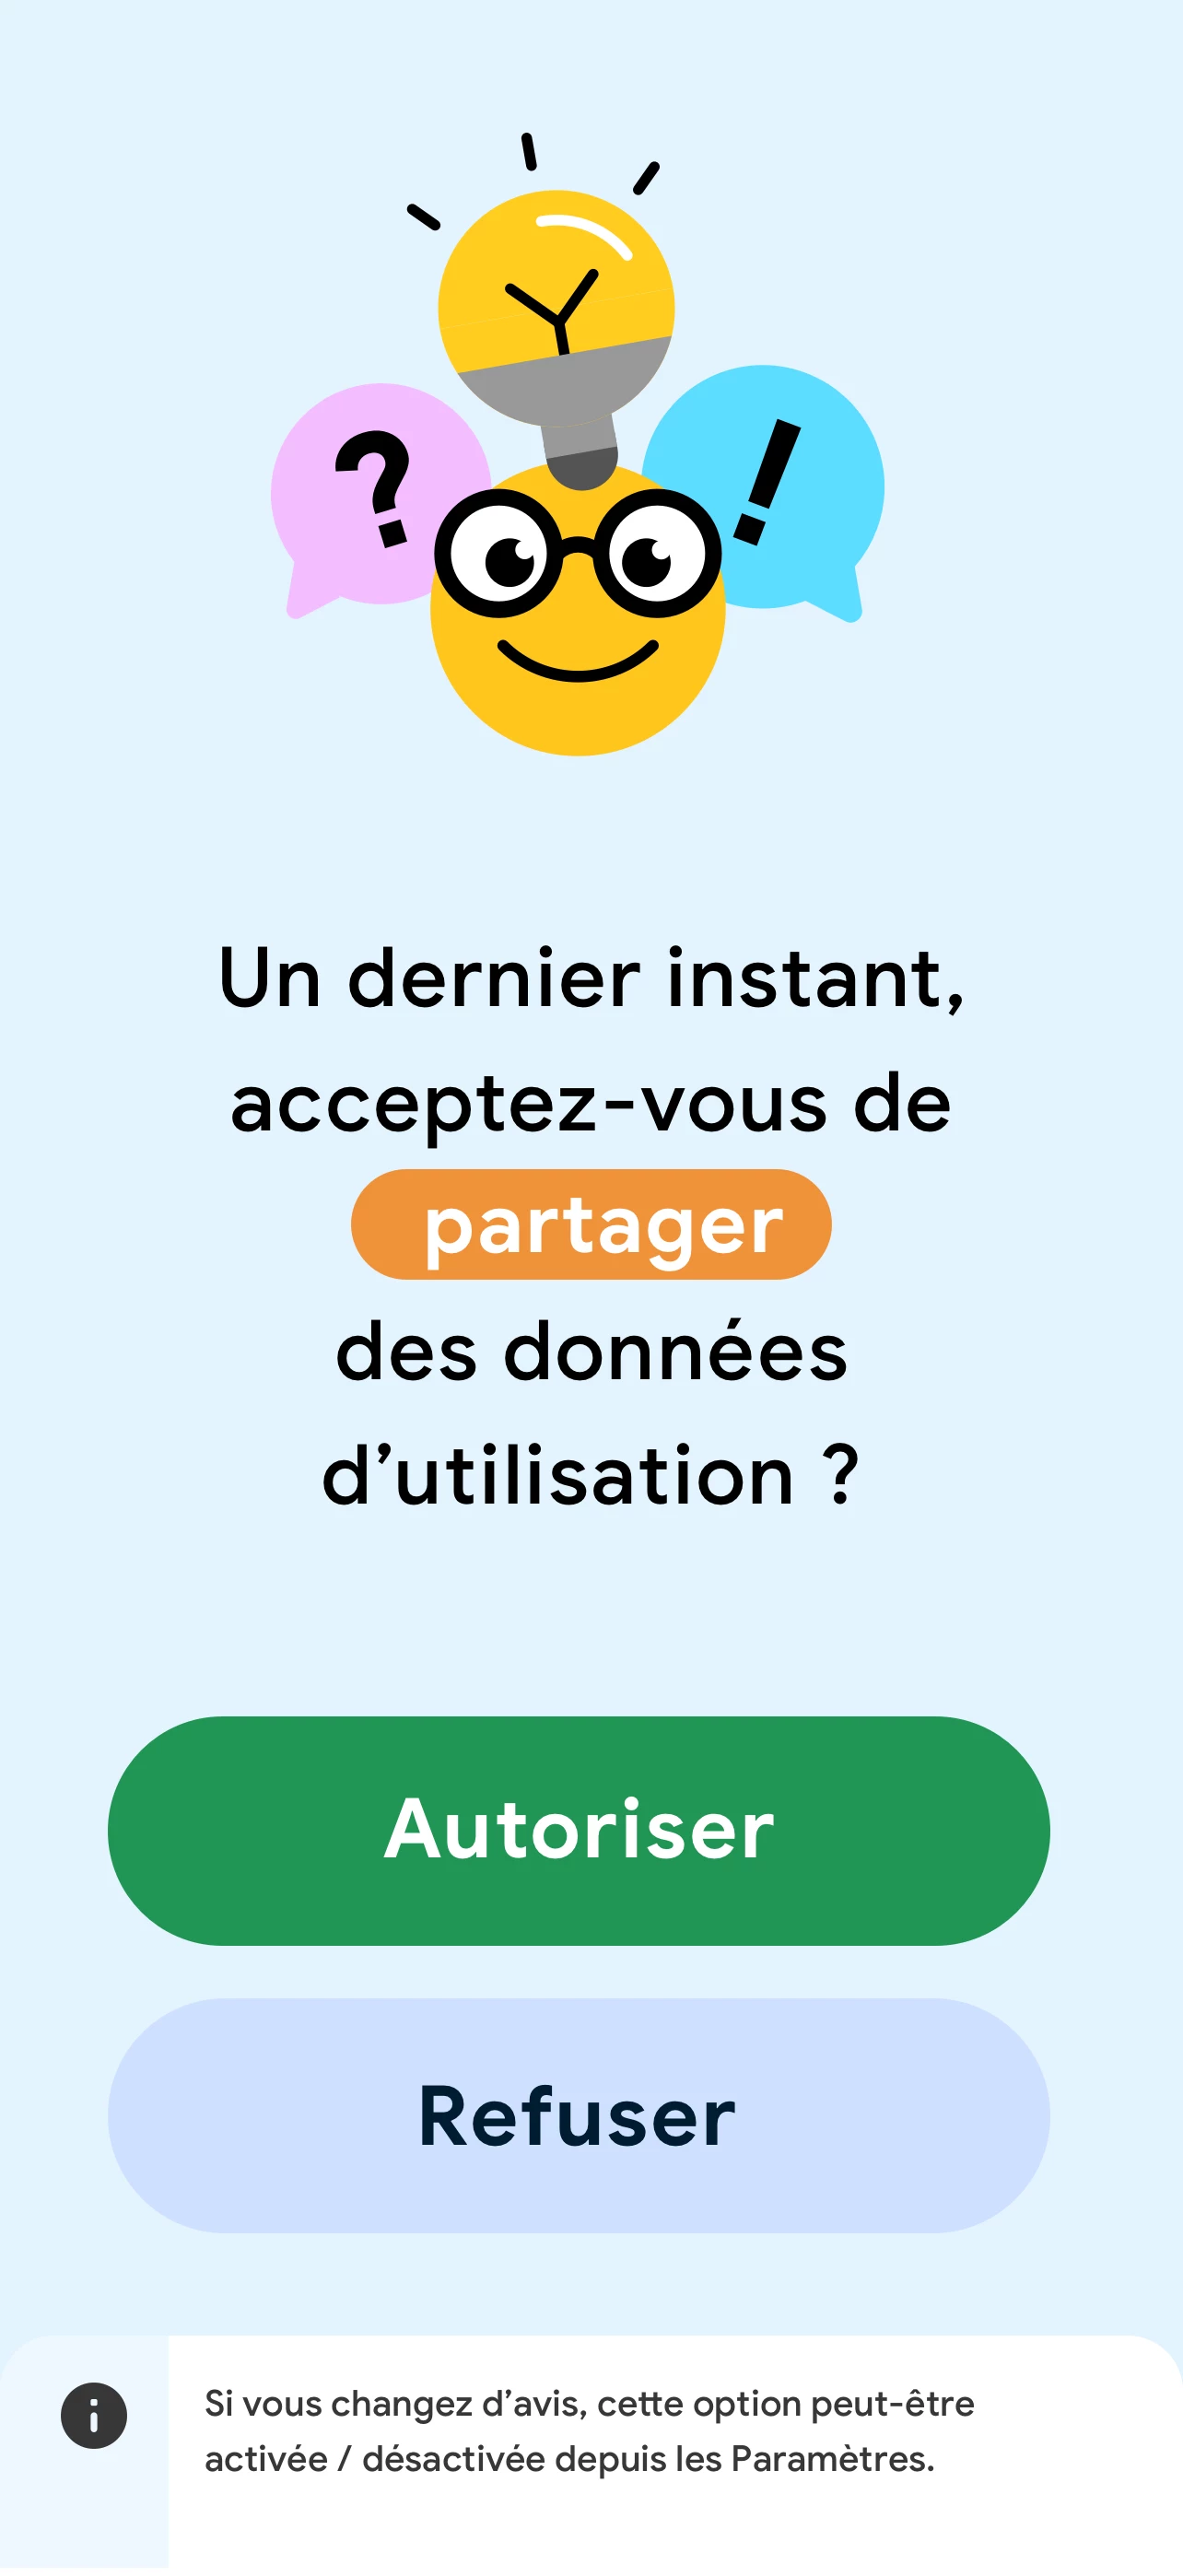 ?
!
Un dernier instant,
acceptez-vous de
partager
des données
d’utilisation ?
Autoriser
Refuser
Si vous changez d’avis, cette option peut-être
activée / désactivée depuis les Paramètres.